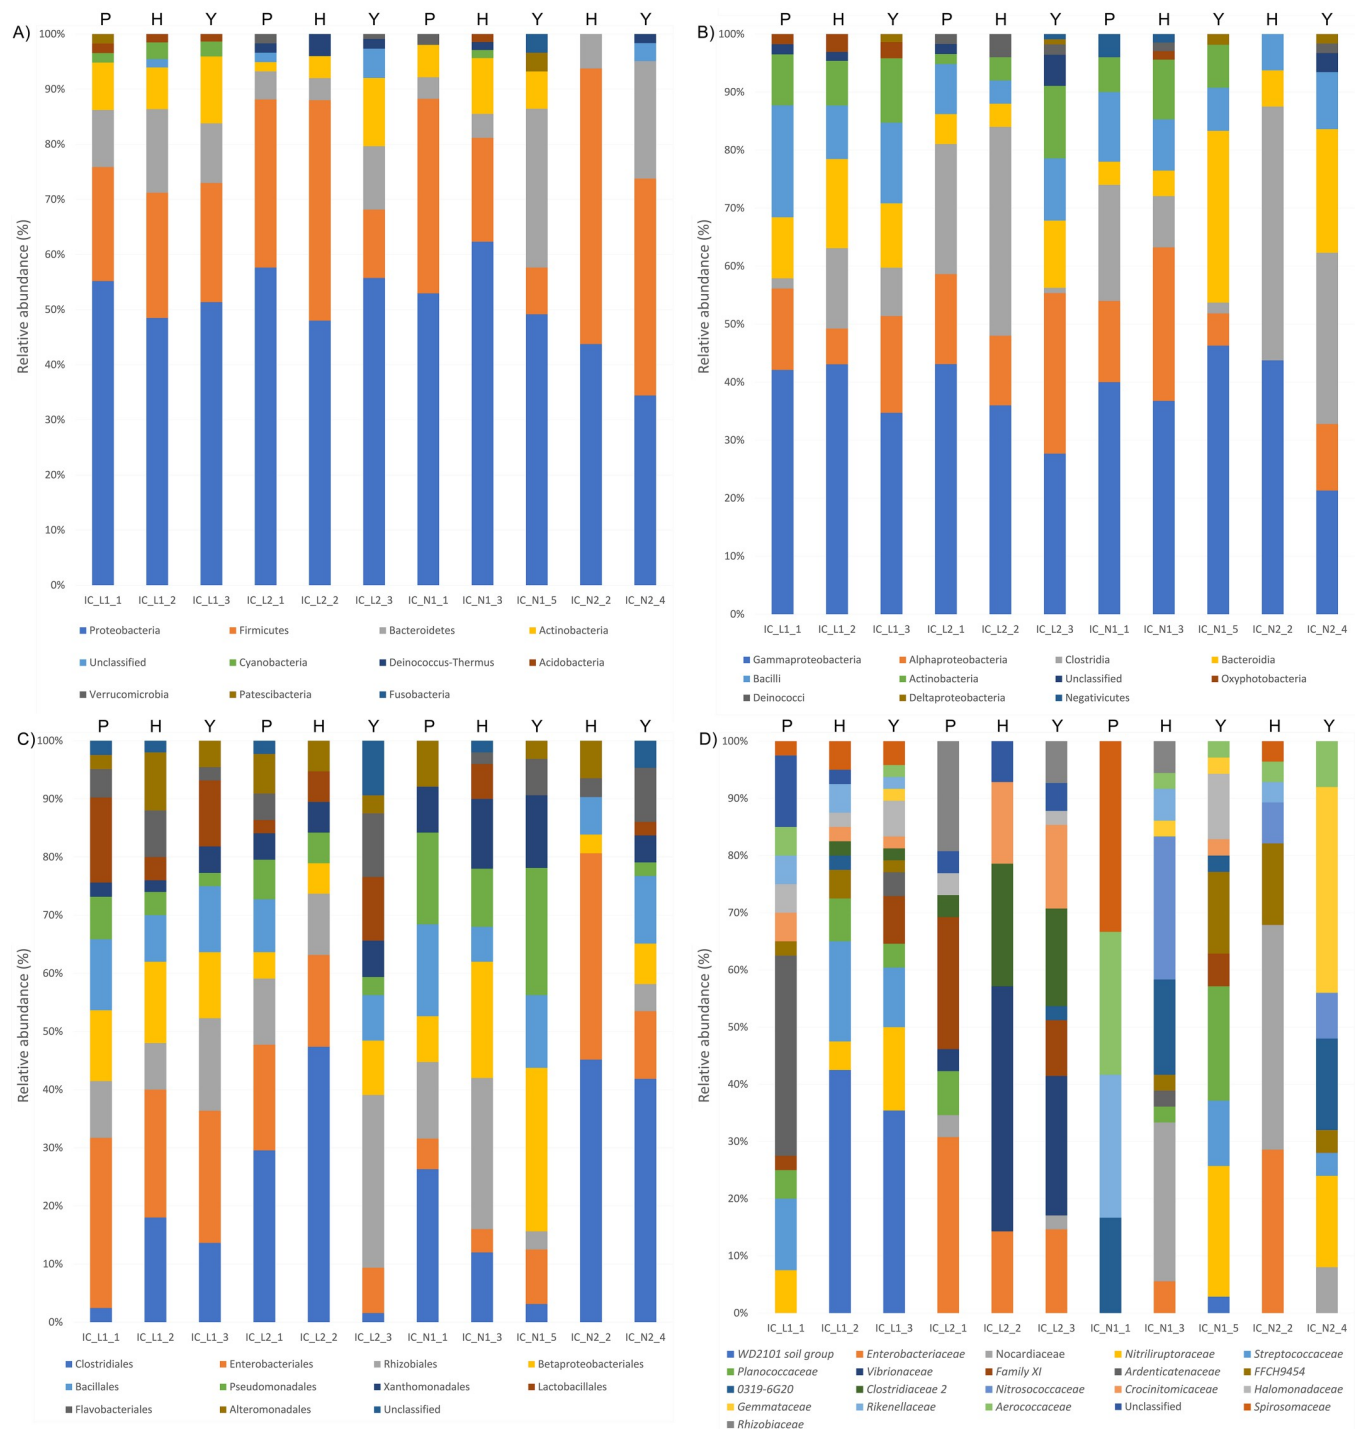 A) P H Y P H Y P H Y H Y
100%
90%
80%
70%
60%
50%
40%
30%
20%
10%
0%
Relative abundance (%)
IC_L1_1 IC_L1_2 IC_L1_3 IC_L2_1 IC_L2_2 IC_L2_3 IC_N1_1 IC_N1_3 IC_N1_5 IC_N2_2 IC_N2_4
Proteobacteria Firmicutes Bacteroidetes Actinobacteria
Unclassified Cyanobacteria Deinococcus-Thermus Acidobacteria
Verrucomicrobia Patescibacteria Fusobacteria
B) P H Y P H Y P H Y H Y
100%
90%
80%
70%
60%
50%
40%
30%
20%
10%
0%
Relative abundance (%)
IC_L1_1 IC_L1_2 IC_L1_3 IC_L2_1 IC_L2_2 IC_L2_3 IC_N1_1 IC_N1_3 IC_N1_5 IC_N2_2 IC_N2_4
Gammaproteobacteria Alphaproteobacteria Clostridia Bacteroidia
Bacilli Actinobacteria Unclassified Oxyphotobacteria
Deinococci Deltaproteobacteria Negativicutes
C) P H Y P H Y P H Y H Y
100%
90%
80%
70%
60%
50%
40%
30%
20%
10%
0%
Relative abundance (%)
IC_L1_1 IC_L1_2 IC_L1_3 IC_L2_1 IC_L2_2 IC_L2_3 IC_N1_1 IC_N1_3 IC_N1_5 IC_N2_2 IC_N2_4
Clostridiales Enterobacteriales Rhizobiales Betaproteobacteriales
Bacillales Pseudomonadales Xanthomonadales Lactobacillales
Flavobacteriales Alteromonadales Unclassified
D) P H Y P H Y P H Y H Y
100%
90%
80%
70%
60%
50%
40%
30%
20%
10%
0%
Relative abundance (%)
IC_L1_1 IC_L1_2 IC_L1_3 IC_L2_1 IC_L2_2 IC_L2_3 IC_N1_1 IC_N1_3 IC_N1_5 IC_N2_2 IC_N2_4
WD2101 soil group Enterobacteriaceae Nocardiaceae Nitriliruptoraceae Streptococcaceae
Planococcaceae Vibrionaceae Family XI Ardenticatenaceae FFCH9454
0319-6G20 Clostridiaceae 2 Nitrosococcaceae Crocinitomicaceae Halomonadaceae
Gemmataceae Rikenellaceae Aerococcaceae Unclassified Spirosomaceae
Rhizobiaceae